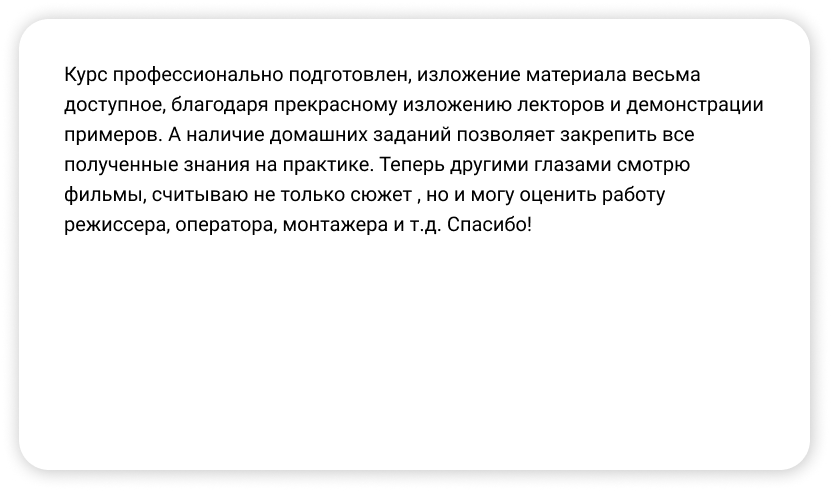 Курс профессионально подготовлен, изложение материала весьма
доступное, благодаря прекрасному изложению лекторов и демонстрации
примеров. А наличие домашних заданий позволяет закрепить все
полученные знания на практике. Теперь другими глазами смотрю
фильмы, считываю не только сюжет , но и могу оценить работу
режиссера, оператора, монтажера и т.д. Спасибо!